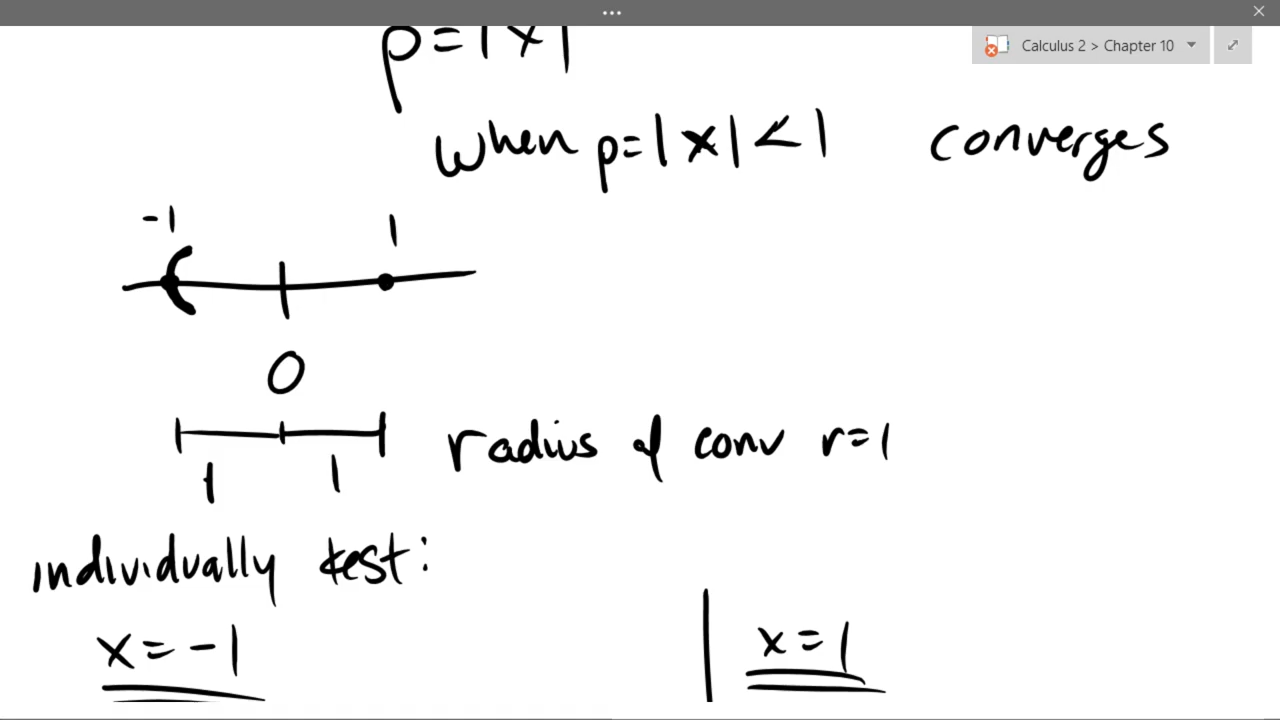 ...
Calculus 2 > Chapter 10
p=|x|
when p=|x|<1 converges
-1 1
0
1 1
radius of conv r=1
individually test:
x=-1 x=1